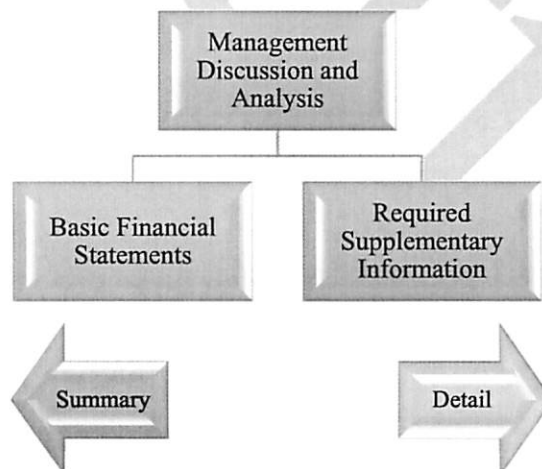 Management
Discussion and
Analysis
Basic Financial
Statements
Required
Supplementary
Information
Summary
Detail